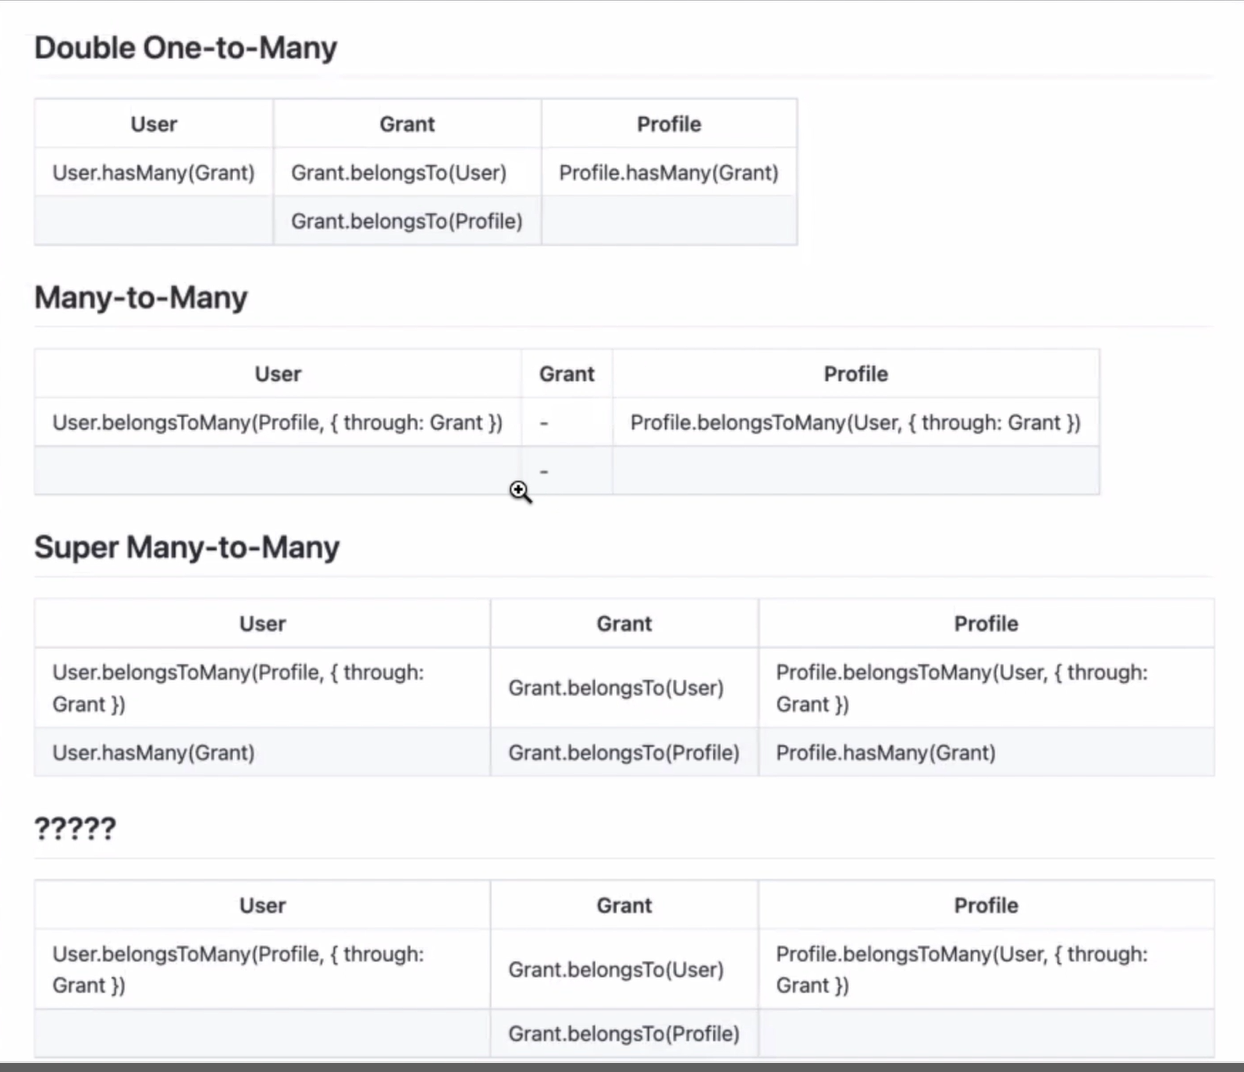 Double One-to-Many
User Grant Profile
User.hasMany(Grant) Grant.belongsTo(User) Profile.hasMany(Grant)
Grant.belongsTo(Profile)
Many-to-Many
User Grant Profile
User.belongsToMany(Profile, { through: Grant }) - Profile.belongsToMany(User, { through: Grant })
-
Super Many-to-Many
User Grant Profile
User.belongsToMany(Profile, { through:
Grant })
Grant.belongsTo(User)
Profile.belongsToMany(User, { through:
Grant })
User.hasMany(Grant) Grant.belongsTo(Profile) Profile.hasMany(Grant)
?????
User Grant Profile
User.belongsToMany(Profile, { through:
Grant })
Grant.belongsTo(User)
Profile.belongsToMany(User, { through:
Grant })
Grant.belongsTo(Profile)